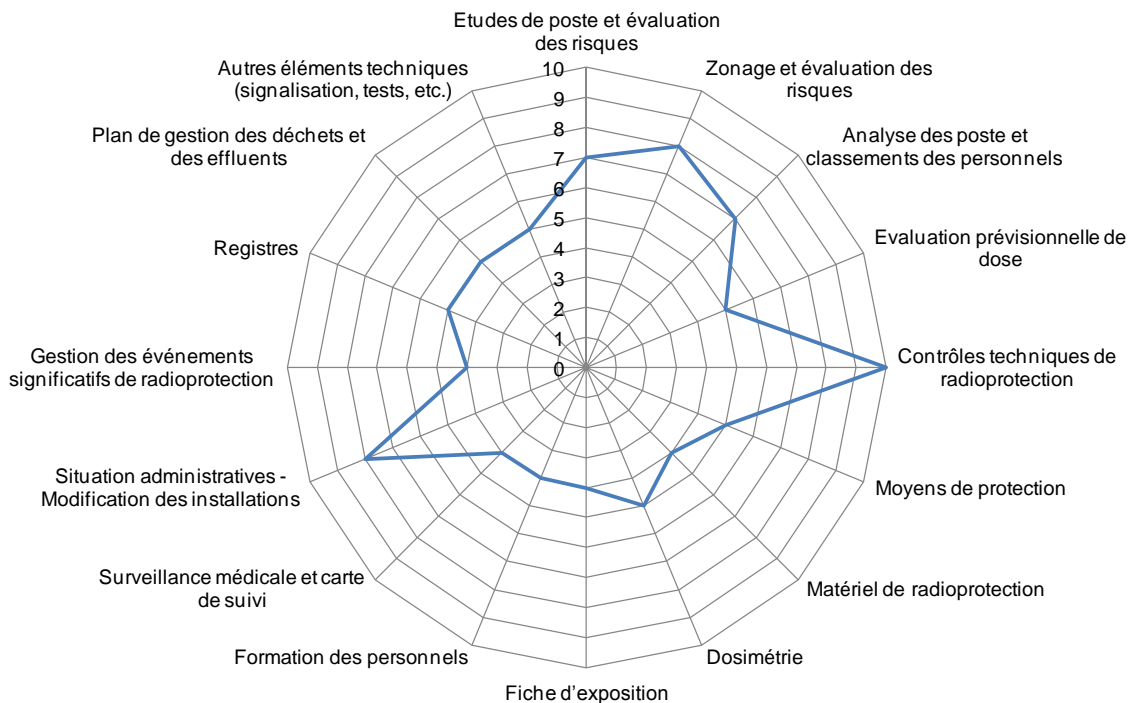 Etudes de poste et évaluation
des risques
Zonage et évaluation des
risques
Analyse des poste et
classements des personnels
Evaluation prévisionnelle de
dose
Contrôles techniques de
radioprotection
Moyens de protection
Matériel de radioprotection
Dosimétrie
Fiche d'exposition
Formation des personnels
Surveillance médicale et carte
de suivi
Situation administratives -
Modification des installations
Gestion des événements
significatifs de radioprotection
Registres
Plan de gestion des déchets et
des effluents
Autres éléments techniques
(signalisation, tests, etc.)
10
9
8
7
6
5
4
3
2
1
0